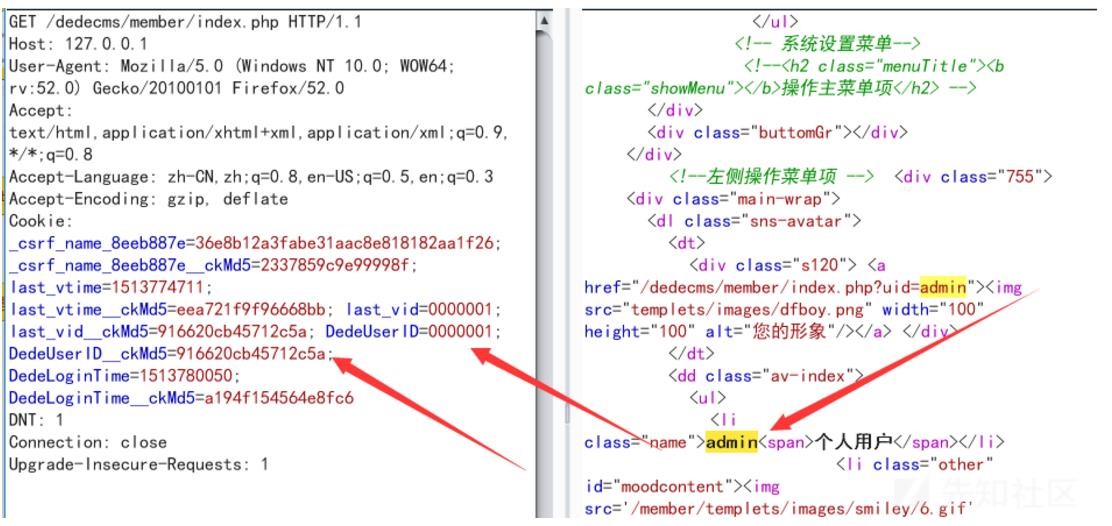 GET /dedecms/member/index.php HTTP/1.1
Host: 127.0.0.1
User-Agent: Mozilla/5.0 (Windows NT 10.0; WOW64;
rv:52.0) Gecko/20100101 Firefox/52.0
Accept:
text/html,application/xhtml+xml,application/xml;q=0.9,
*/*;q=0.8
Accept-Language: zh-CN,zh;q=0.8,en-US;q=0.5,en;q=0.3
Accept-Encoding: gzip, deflate
Cookie:
_csrf_name_8eeb887e=36e8b12a3fabe31aac8e818182aa1f26;
_csrf_name_8eeb887e__ckMd5=2337859c9e99998f;
last_vtime=1513774711;
last_vtime__ckMd5=eea721f9f96668bb; last_vid=0000001;
last_vid__ckMd5=916620cb45712c5a; DedeUserID=0000001;
DedeUserID__ckMd5=916620cb45712c5a;
DedeLoginTime=1513780050;
DedeLoginTime__ckMd5=a194f154564e8fc6
DNT: 1
Connection: close
Upgrade-Insecure-Requests: 1
</ul>
<!-- 系统设置菜单-->
<!--<h2 class="menuTitle"><b
class="showMenu"></b>操作主菜单项</h2> -->
</div>
<div class="buttomGr"></div>
</div>
<!--左侧操作菜单项 --> <div class="755">
<div class="main-wrap">
<dl class="sns-avatar">
<dt>
<div class="s120"> <a
href="/dedecms/member/index.php?uid=admin"><img
src="templets/images/dfboy.png" width="100"
height="100" alt="您的形象"/></a> </div>
</dt>
<dd class="av-index">
<ul>
<li
class="name">admin<span>个人用户</span></li>
<li class="other"
id="moodcontent"><img
src='/member/templets/images/smiley/6.gif'
先知社区